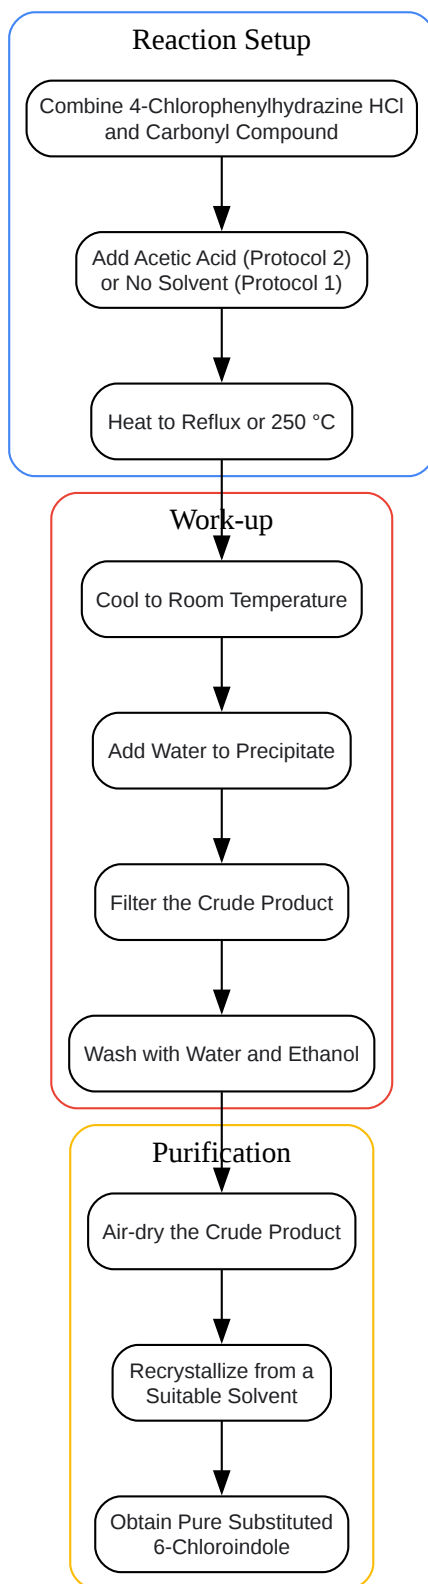 Reaction Setup
Combine 4-Chlorophenylhydrazine HCl
and Carbonyl Compound
Add Acetic Acid (Protocol 2)
or No Solvent (Protocol 1)
Heat to Reflux or 250 °C
Work-up
Cool to Room Temperature
Add Water to Precipitate
Filter the Crude Product
Wash with Water and Ethanol
Purification
Air-dry the Crude Product
Recrystallize from a
Suitable Solvent
Obtain Pure Substituted
6-Chloroindole